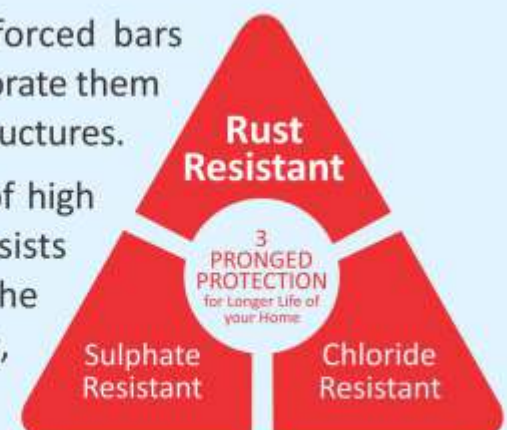 forced bars
orate them
uctures.
of high
sists
he
,
Rust
Resistant
3
PRONGED
PROTECTION
for Longer Life of
your Home
Sulphate
Resistant
Chloride
Resistant